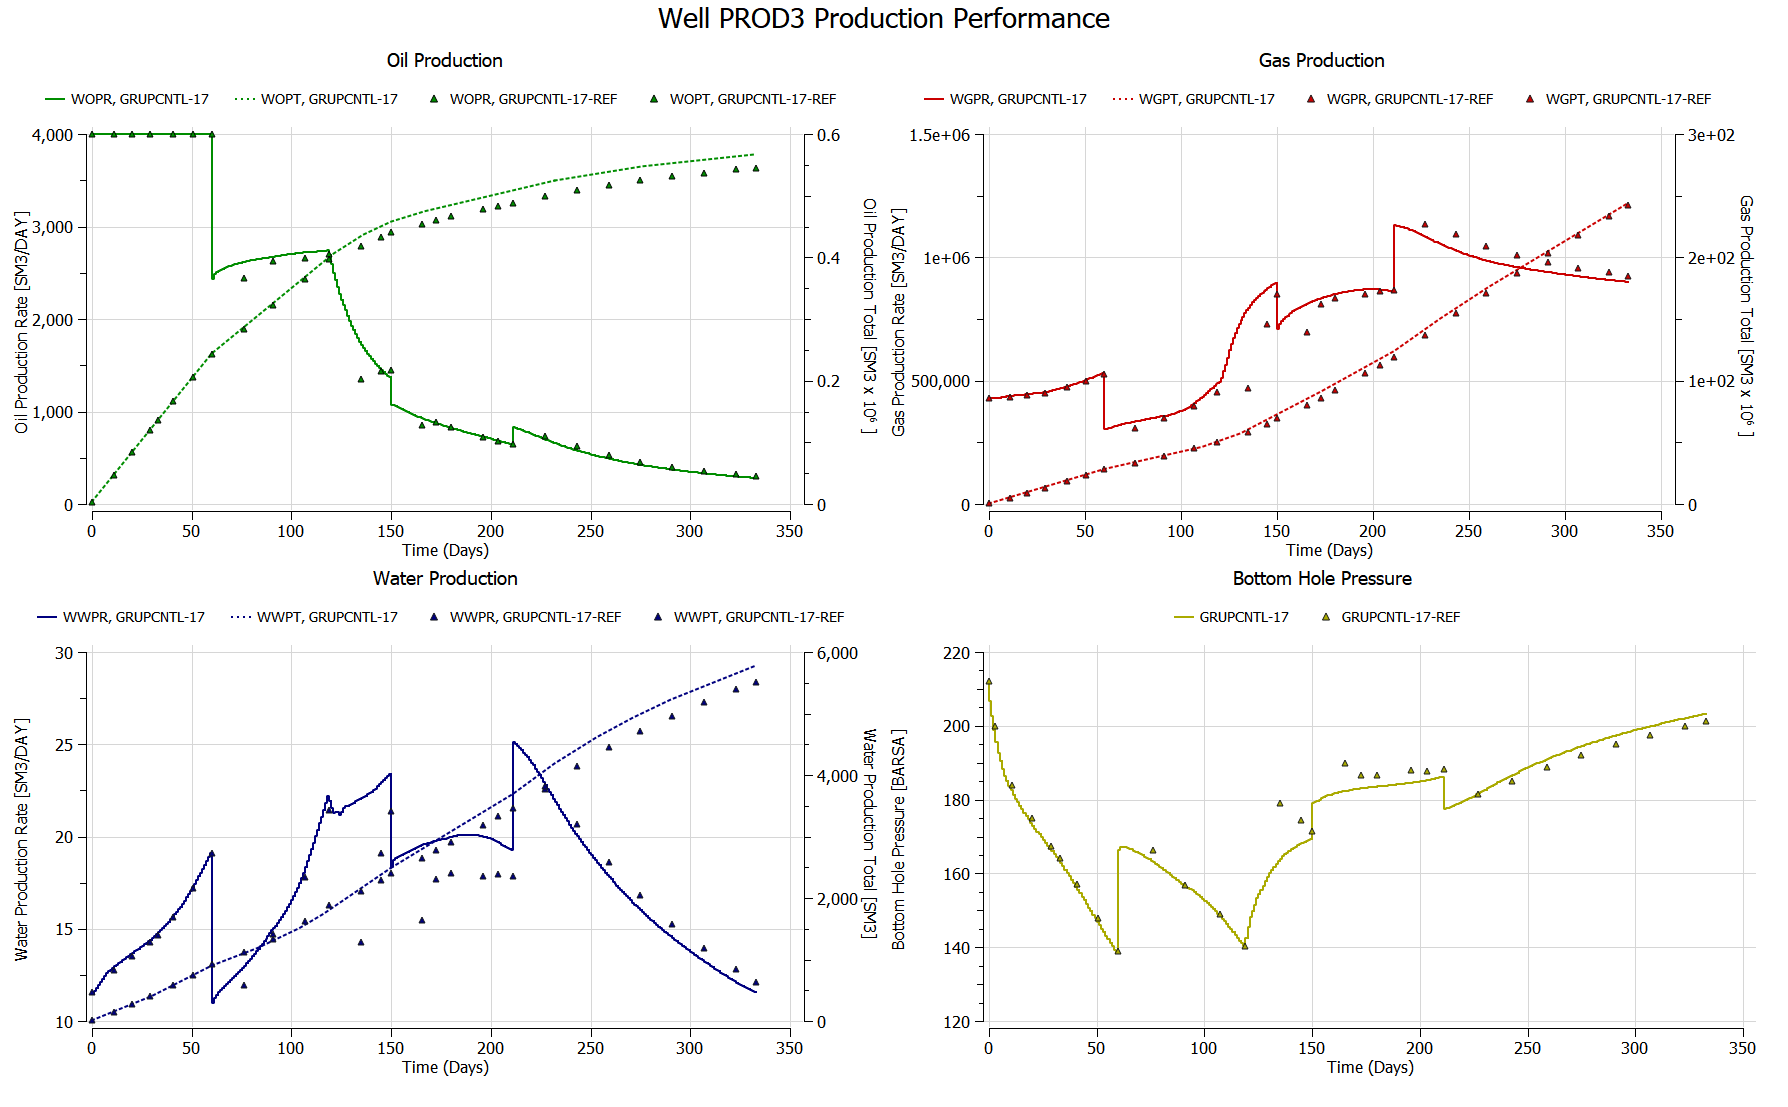 Well PROD3 Production Performance
Oil Production
WOPR, GRUPCNTL-17 WOPT, GRUPCNTL-17 WOPR, GRUPCNTL-17-REF WOPT, GRUPCNTL-17-REF
4,000
3,000
2,000
1,000
0
Oil Production Rate [SM3/DAY]
0.6
0.4
0.2
0
Oil Production Total [SM3 x 10⁶ ]
0 50 100 150 200 250 300 350
Time (Days)
Gas Production
WGPR, GRUPCNTL-17 WGPT, GRUPCNTL-17 WGPR, GRUPCNTL-17-REF WGPT, GRUPCNTL-17-REF
1.5e+06
1e+06
500,000
0
Gas Production Rate [SM3/DAY]
3e+02
2e+02
1e+02
0
Gas Production Total [SM3 x 10⁶ ]
0 50 100 150 200 250 300 350
Time (Days)
Water Production
WWPR, GRUPCNTL-17 WWPT, GRUPCNTL-17 WWPR, GRUPCNTL-17-REF WWPT, GRUPCNTL-17-REF
30
25
20
15
10
Water Production Rate [SM3/DAY]
6,000
4,000
2,000
0
Water Production Total [SM3]
0 50 100 150 200 250 300 350
Time (Days)
Bottom Hole Pressure
GRUPCNTL-17 GRUPCNTL-17-REF
220
200
180
160
140
120
Bottom Hole Pressure [BARSA]
0 50 100 150 200 250 300 350
Time (Days)